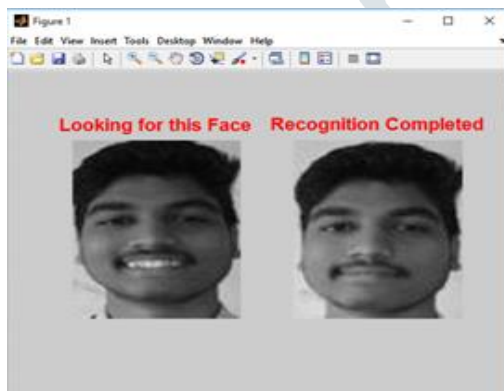 Figure 1
File Edit View Insert Tools Desktop Window Help
Looking for this Face Recognition Completed